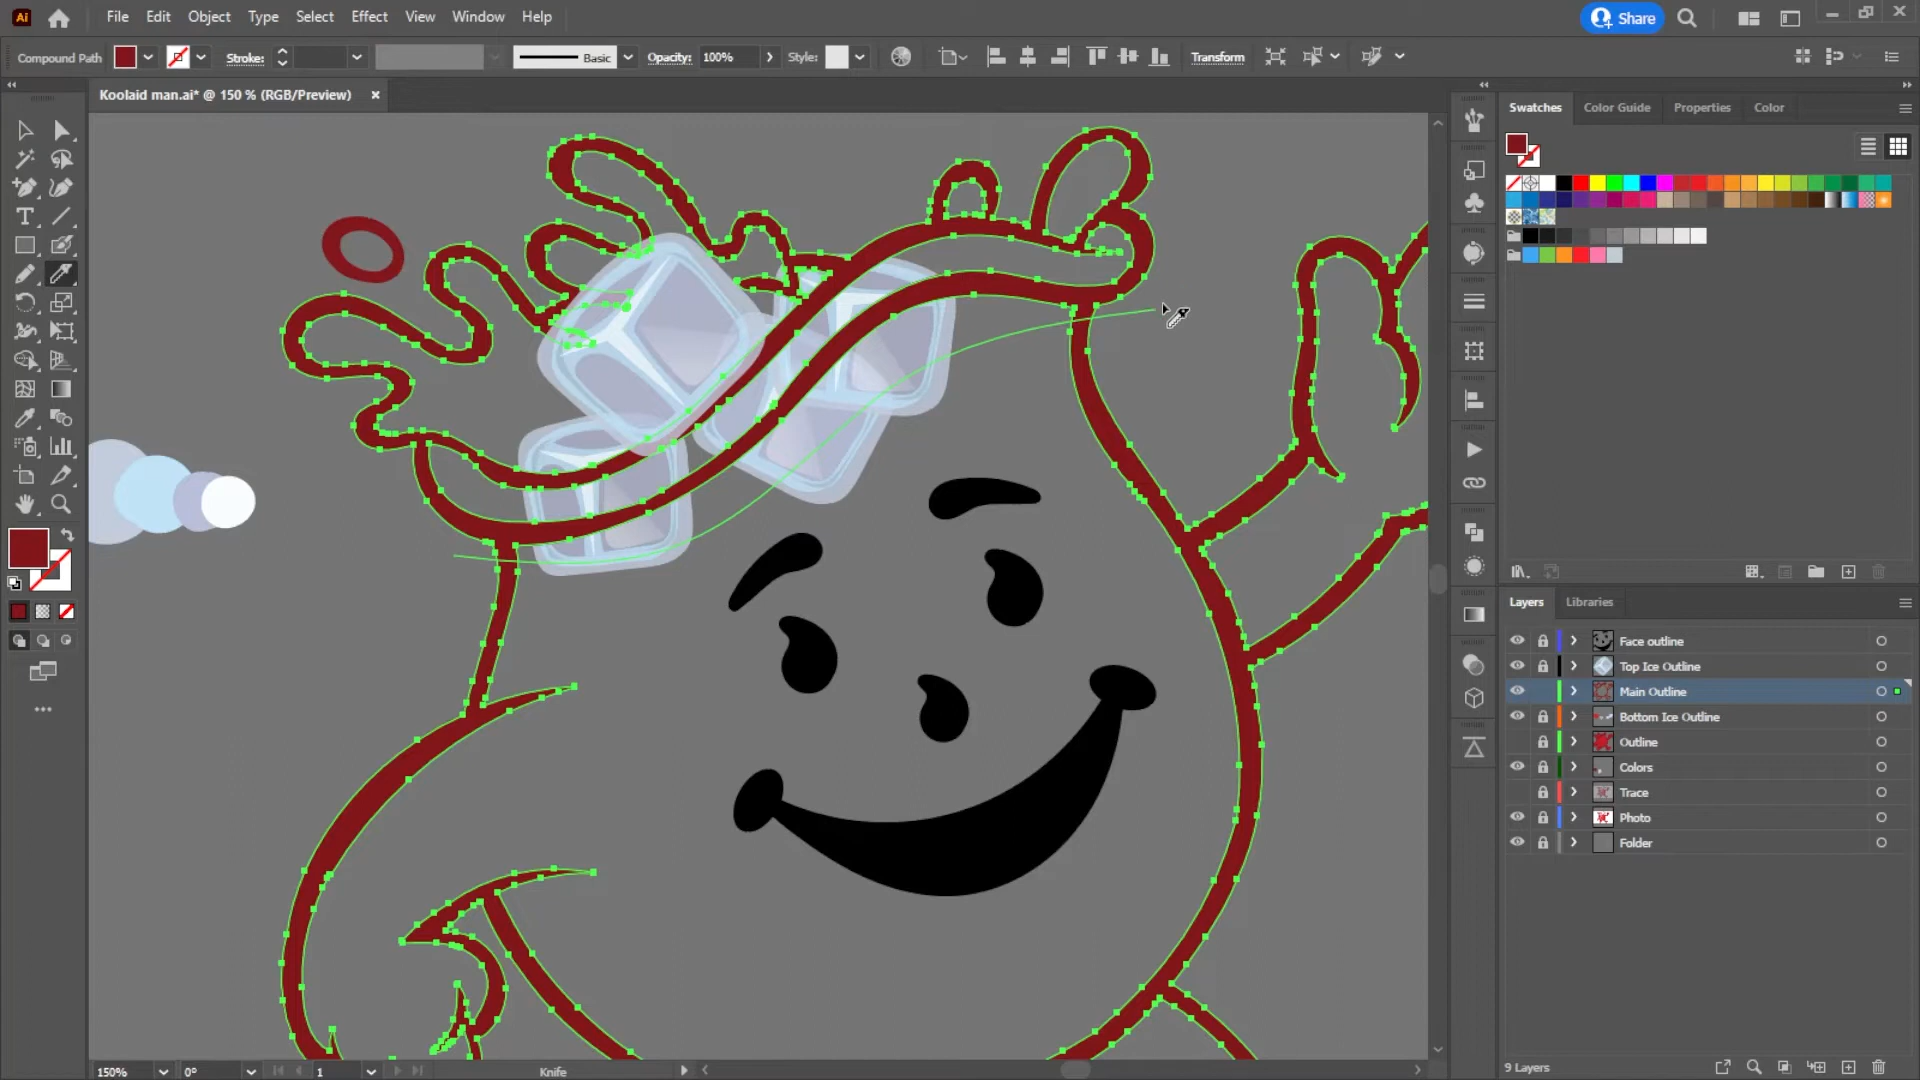 Ai File Edit Object Type Select Effect View Window Help Share
Compound Path Stroke: Basic Opacity: 100% Style: Transform
Koolaid man.ai* @ 150 % (RGB/Preview)
Swatches Color Guide Properties Color
Layers Libraries
Face outline
Top Ice Outline
Main Outline
Bottom Ice Outline
Outline
Colors
Trace
Photo
Folder
150% 0° 1 Knife
9 Layers